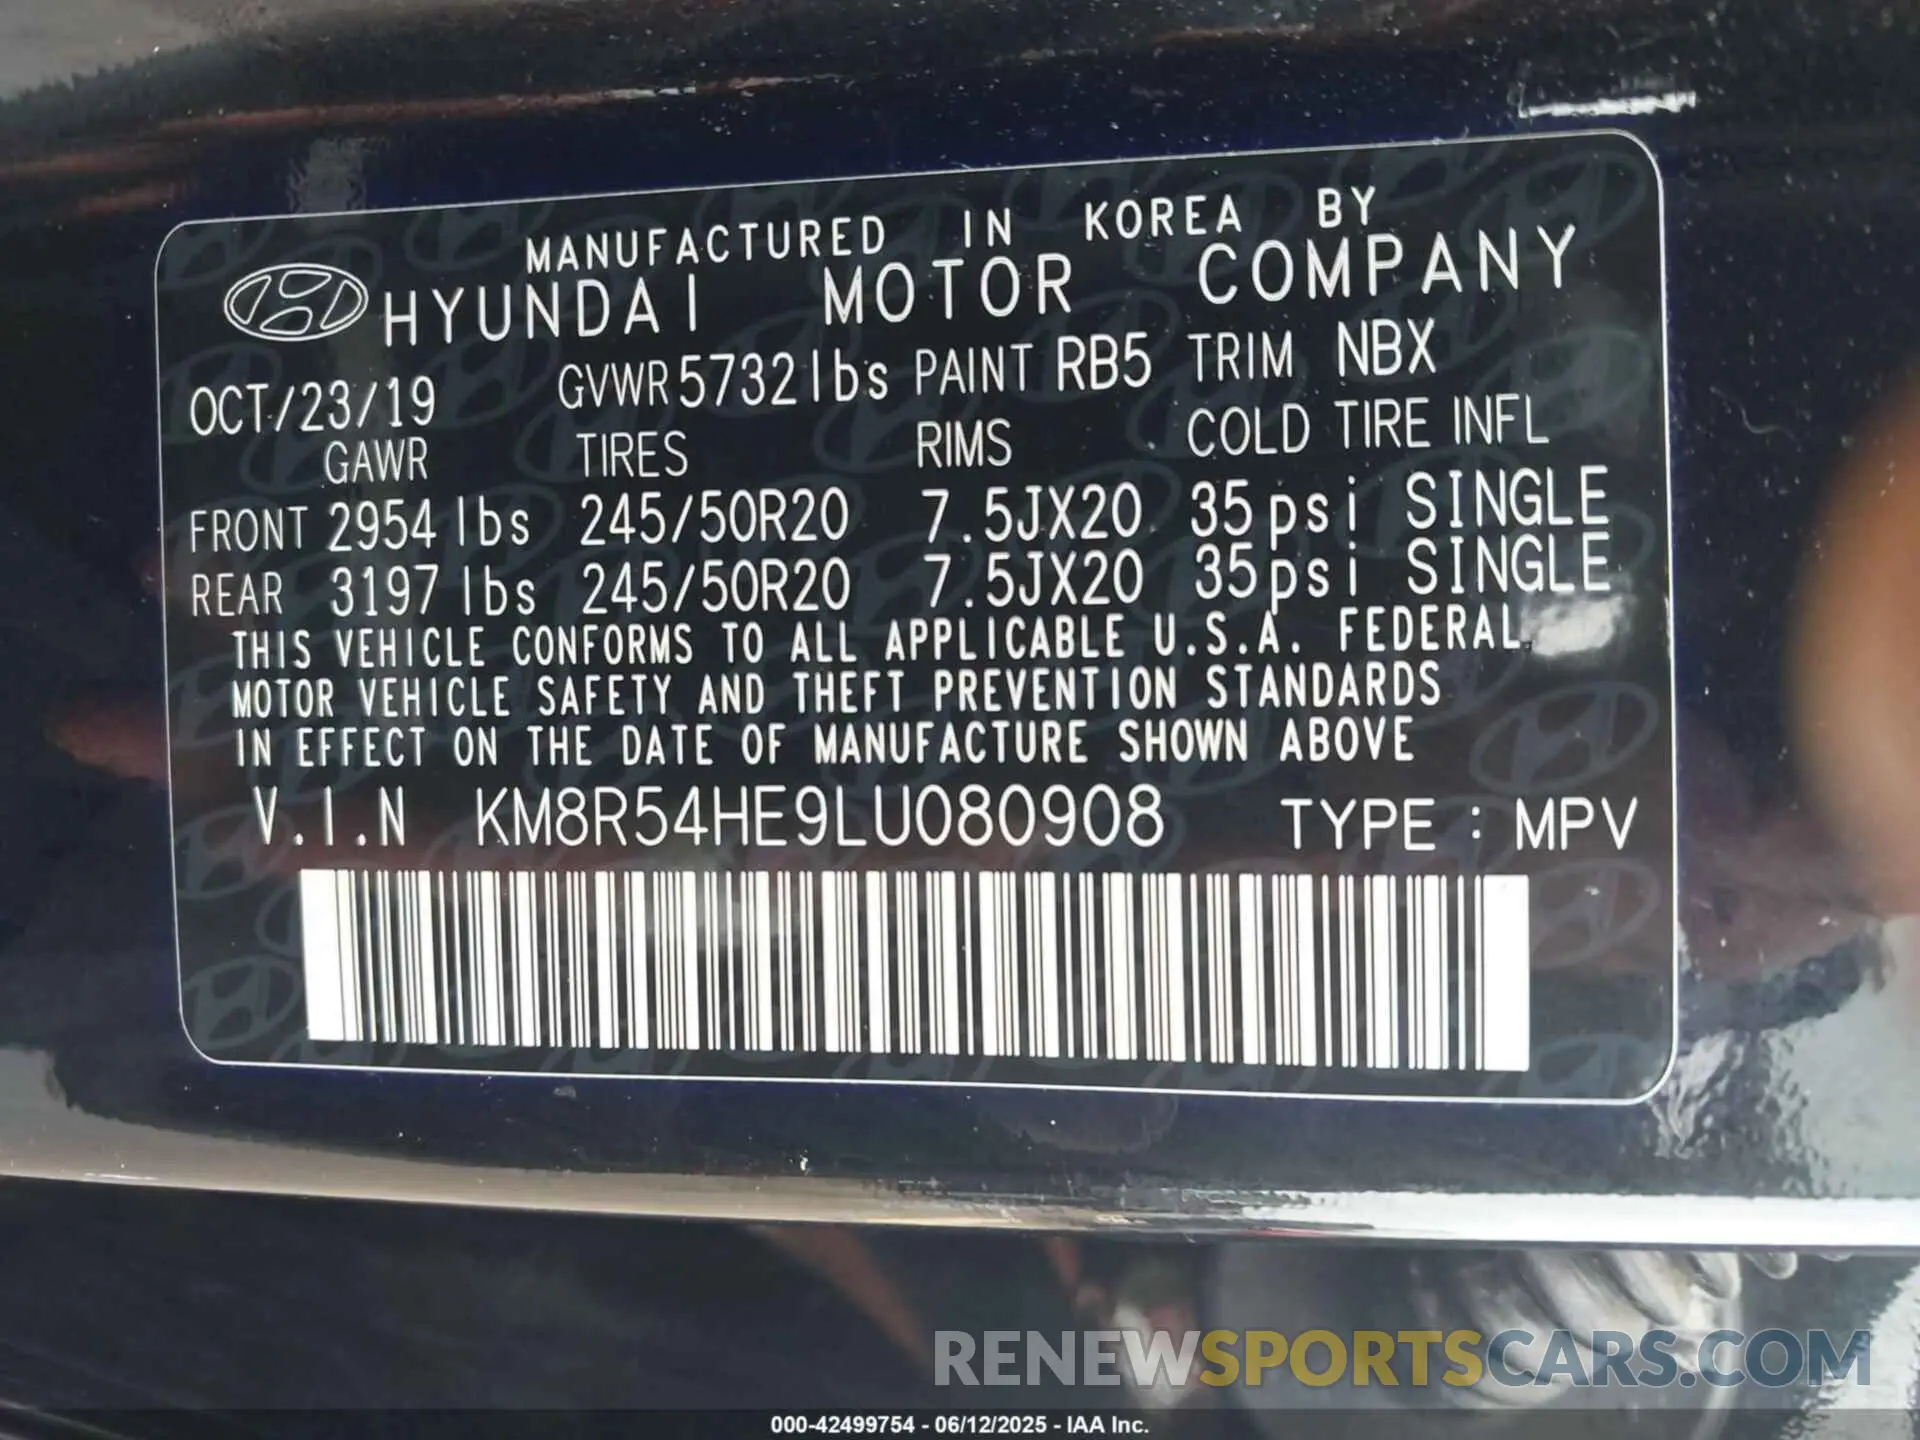 MANUFACTURED IN KOREA BY
HYUNDAI MOTOR COMPANY
OCT/23/19 GVWR 5732lbs PAINT RB5 TRIM NBX
GAWR TIRES RIMS COLD TIRE INFL
FRONT 2954 lbs 245/50R20 7.5JX20 35psi SINGLE
REAR 3197 lbs 245/50R20 7.5JX20 35psi SINGLE
THIS VEHICLE CONFORMS TO ALL APPLICABLE U.S.A. FEDERAL
MOTOR VEHICLE SAFETY AND THEFT PREVENTION STANDARDS
IN EFFECT ON THE DATE OF MANUFACTURE SHOWN ABOVE
V.I.N KM8R54HE9LU080908 TYPE : MPV
RENEWSPORTSCARS.COM
000-42499754 - 06/12/2025 - IAA Inc.